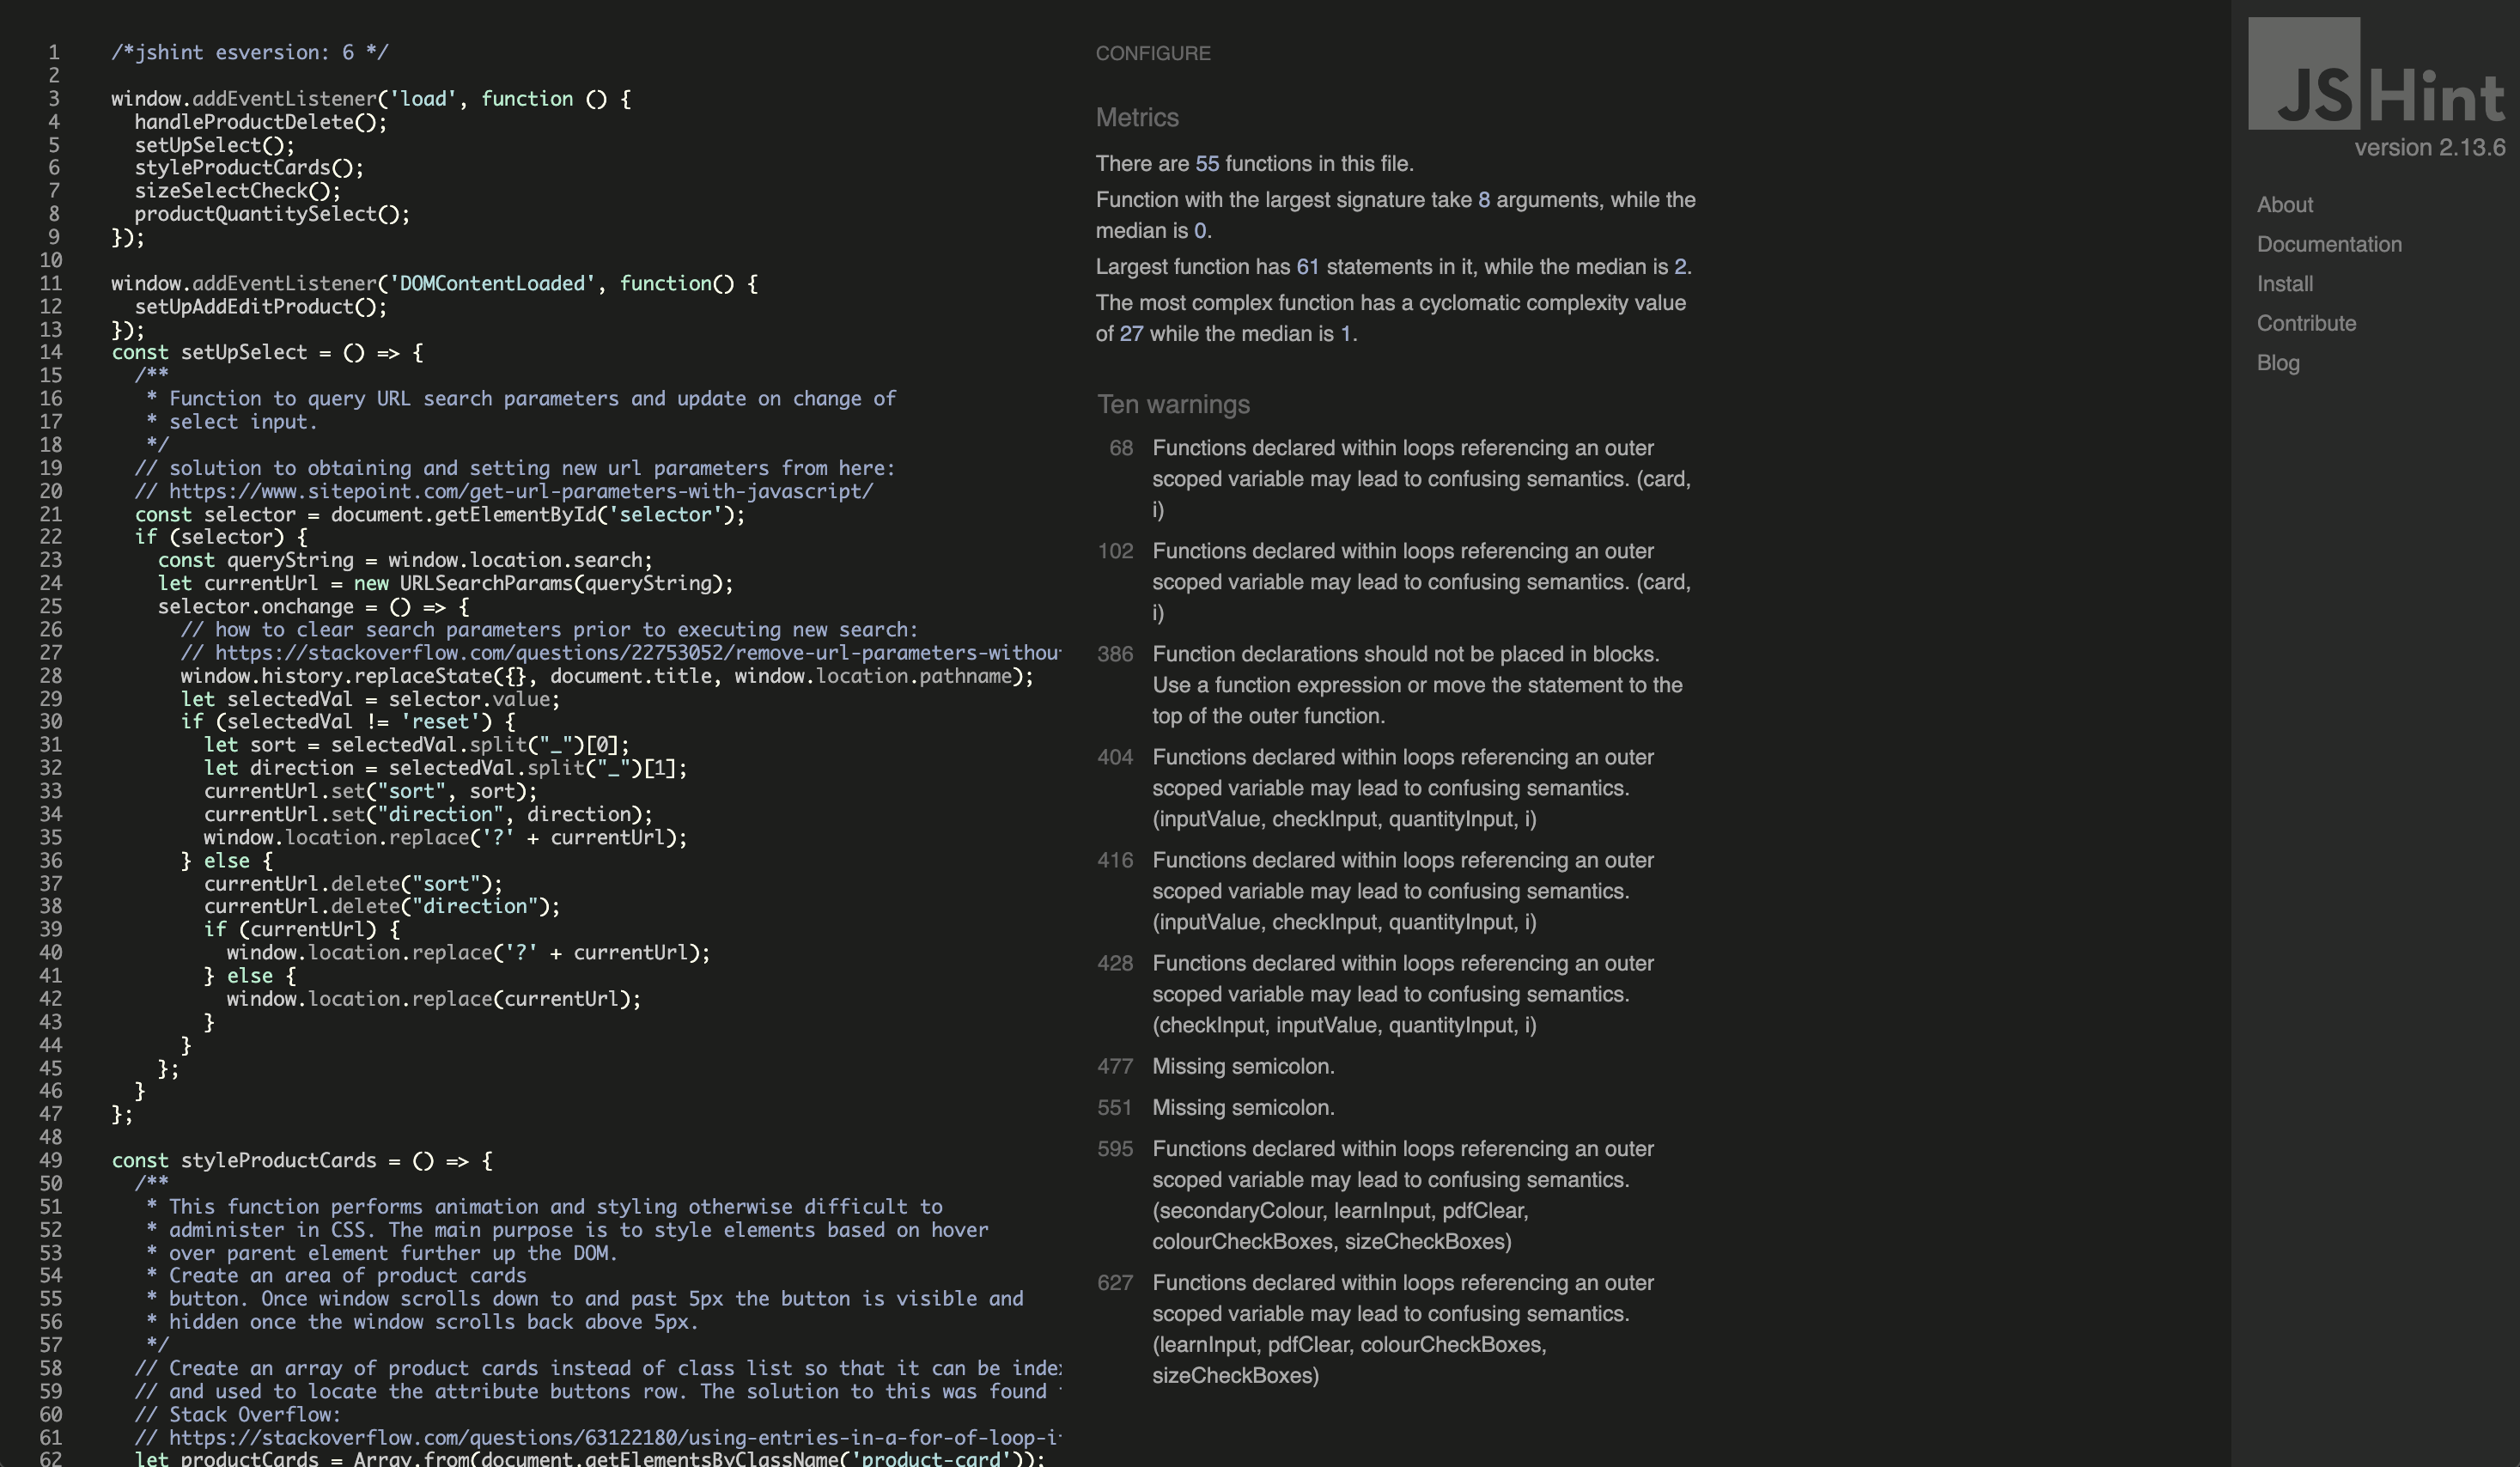 1 /*jshint esversion: 6 */
2
3 window.addEventListener('load', function () {
4 handleProductDelete();
5 setUpSelect();
6 styleProductCards();
7 sizeSelectCheck();
8 productQuantitySelect();
9 });
10
11 window.addEventListener('DOMContentLoaded', function() {
12 setUpAddEditProduct();
13 });
14 const setUpSelect = () => {
15 /**
16 * Function to query URL search parameters and update on change of
17 * select input.
18 */
19 // solution to obtaining and setting new url parameters from here:
20 // https://www.sitepoint.com/get-url-parameters-with-javascript/
21 const selector = document.getElementById('selector');
22 if (selector) {
23 const queryString = window.location.search;
24 let currentUrl = new URLSearchParams(queryString);
25 selector.onchange = () => {
26 // how to clear search parameters prior to executing new search:
27 // https://stackoverflow.com/questions/22753052/remove-url-parameters-withou
28 window.history.replaceState({}, document.title, window.location.pathname);
29 let selectedVal = selector.value;
30 if (selectedVal != 'reset') {
31 let sort = selectedVal.split("_")[0];
32 let direction = selectedVal.split("_")[1];
33 currentUrl.set("sort", sort);
34 currentUrl.set("direction", direction);
35 window.location.replace('?' + currentUrl);
36 } else {
37 currentUrl.delete("sort");
38 currentUrl.delete("direction");
39 if (currentUrl) {
40 window.location.replace('?' + currentUrl);
41 } else {
42 window.location.replace(currentUrl);
43 }
44 }
45 };
46 }
47 };
48
49 const styleProductCards = () => {
50 /**
51 * This function performs animation and styling otherwise difficult to
52 * administer in CSS. The main purpose is to style elements based on hover
53 * over parent element further up the DOM.
54 * Create an area of product cards
55 * button. Once window scrolls down to and past 5px the button is visible and
56 * hidden once the window scrolls back above 5px.
57 */
58 // Create an array of product cards instead of class list so that it can be inde
59 // and used to locate the attribute buttons row. The solution to this was found
60 // Stack Overflow:
61 // https://stackoverflow.com/questions/63122180/using-entries-in-a-for-of-loop-i
62 let productCards = Array.from(document.getElementsByClassName('product-card'));
CONFIGURE
Metrics
There are 55 functions in this file.
Function with the largest signature take 8 arguments, while the
median is 0.
Largest function has 61 statements in it, while the median is 2.
The most complex function has a cyclomatic complexity value
of 27 while the median is 1.
Ten warnings
68 Functions declared within loops referencing an outer
scoped variable may lead to confusing semantics. (card,
i)
102 Functions declared within loops referencing an outer
scoped variable may lead to confusing semantics. (card,
i)
386 Function declarations should not be placed in blocks.
Use a function expression or move the statement to the
top of the outer function.
404 Functions declared within loops referencing an outer
scoped variable may lead to confusing semantics.
(inputValue, checkInput, quantityInput, i)
416 Functions declared within loops referencing an outer
scoped variable may lead to confusing semantics.
(inputValue, checkInput, quantityInput, i)
428 Functions declared within loops referencing an outer
scoped variable may lead to confusing semantics.
(checkInput, inputValue, quantityInput, i)
477 Missing semicolon.
551 Missing semicolon.
595 Functions declared within loops referencing an outer
scoped variable may lead to confusing semantics.
(secondaryColour, learnInput, pdfClear,
colourCheckBoxes, sizeCheckBoxes)
627 Functions declared within loops referencing an outer
scoped variable may lead to confusing semantics.
(learnInput, pdfClear, colourCheckBoxes,
sizeCheckBoxes)
JSHint
version 2.13.6
About
Documentation
Install
Contribute
Blog